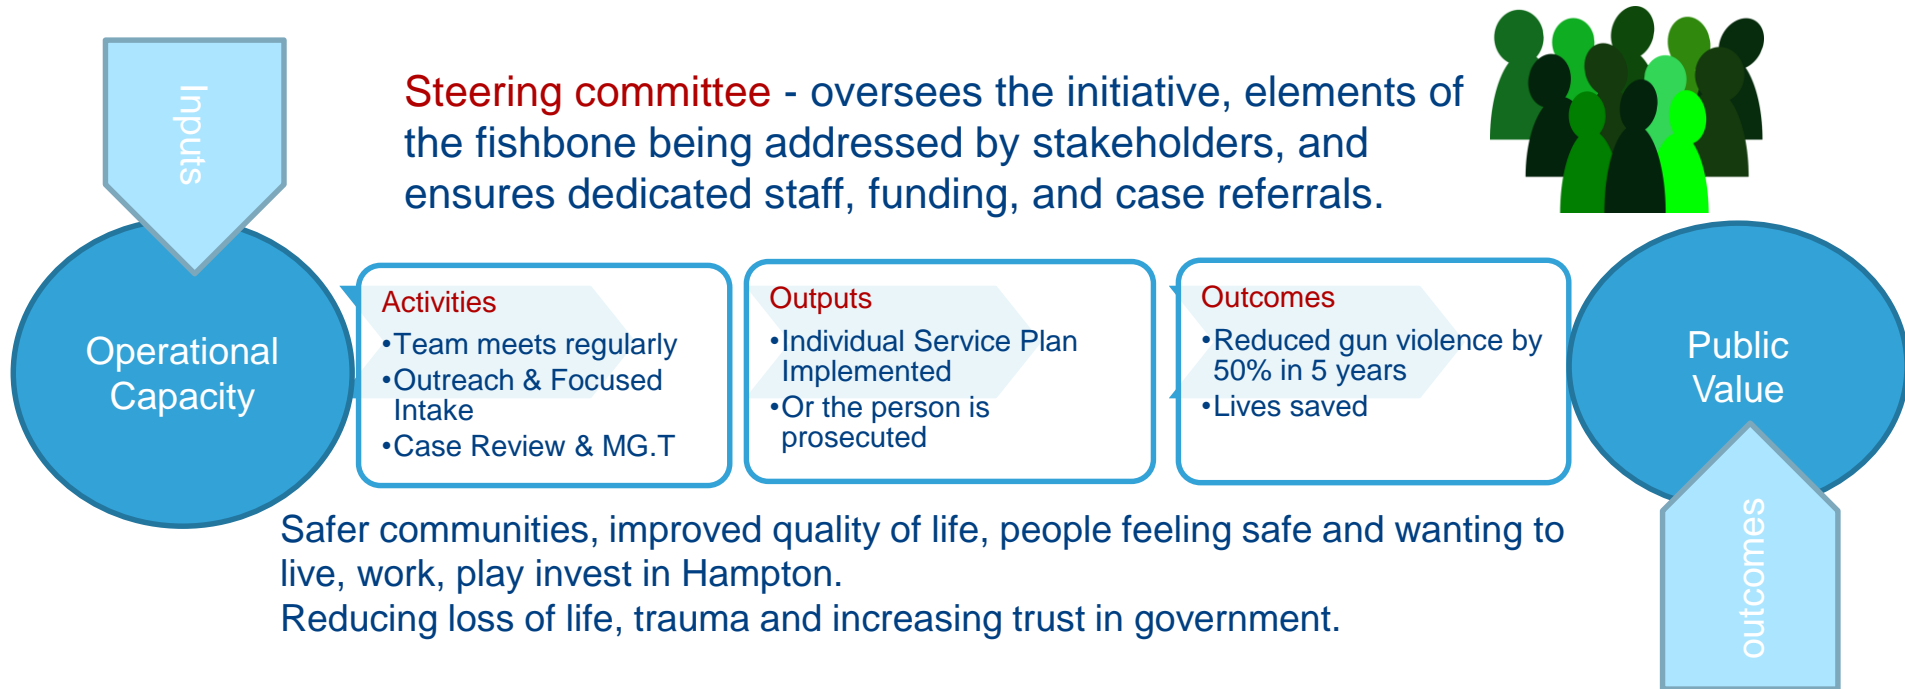 Inputs
Steering committee - oversees the initiative, elements of
the fishbone being addressed by stakeholders, and
ensures dedicated staff, funding, and case referrals.
Operational
Capacity
Activities
•Team meets regularly
•Outreach & Focused
Intake
•Case Review & MG.T
Outputs
•Individual Service Plan
Implemented
•Or the person is
prosecuted
Outcomes
•Reduced gun violence by
50% in 5 years
•Lives saved
Public
Value
outcomes
Safer communities, improved quality of life, people feeling safe and wanting to
live, work, play invest in Hampton.
Reducing loss of life, trauma and increasing trust in government.